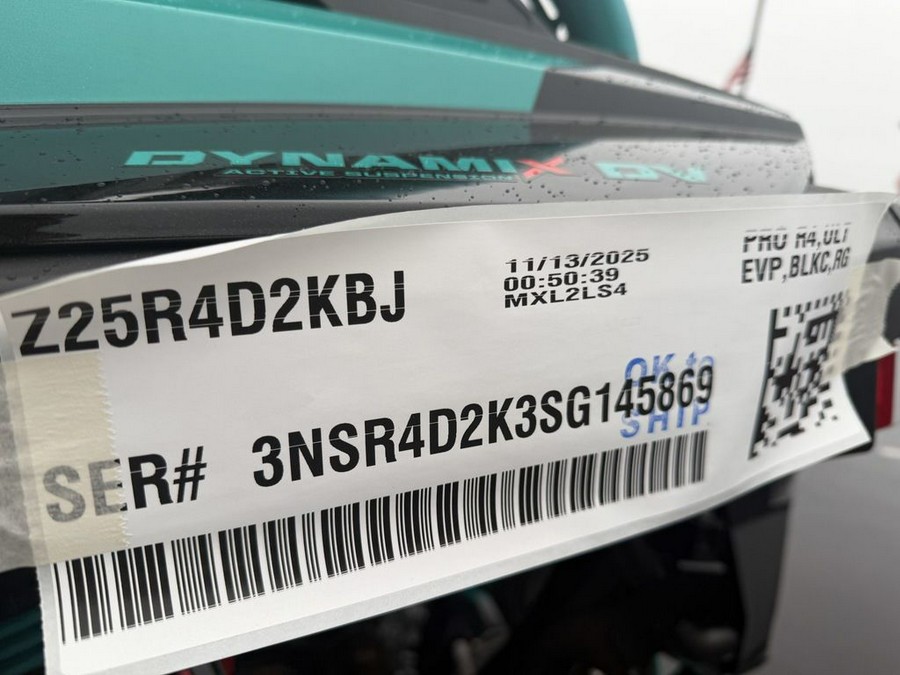 DYNAMIX DV
ACTIVE SUSPENSION
Z25R4D2KBJ
11/13/2025
00:50:39
MXL2LS4
PRO R4,ULT
EVP,BLKC,RG
OK to
SHIP
SER# 3NSR4D2K3SG145869